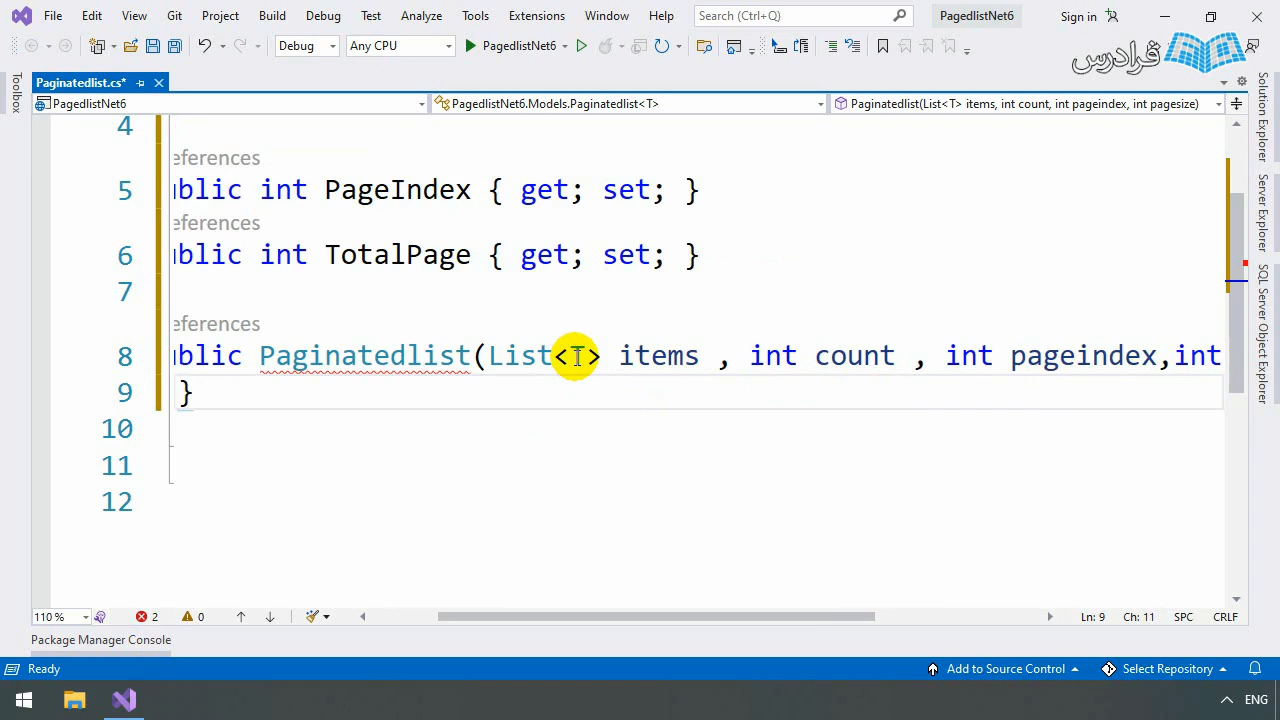 File Edit View Git Project Build Debug Test Analyze Tools Extensions Window Help Search (Ctrl+Q) PagedlistNet6 Sign in
Debug Any CPU PagedlistNet6 فرادرس
Paginatedlist.cs*
PagedlistNet6 PagedlistNet6.Models.Paginatedlist<T> Paginatedlist(List<T> items, int count, int pageindex, int pagesize)
Toolbox
4
eferences
5 ublic int PageIndex { get; set; }
eferences
6 ublic int TotalPage { get; set; }
7
eferences
8 ublic Paginatedlist(List<T> items , int count , int pageindex,int
9 }
10
11
12
Solution Explorer
Server Explorer
SQL Server Object Explorer
110 % 2 0 Ln: 9 Ch: 11 SPC CRLF
Package Manager Console
Ready Add to Source Control Select Repository
ENG